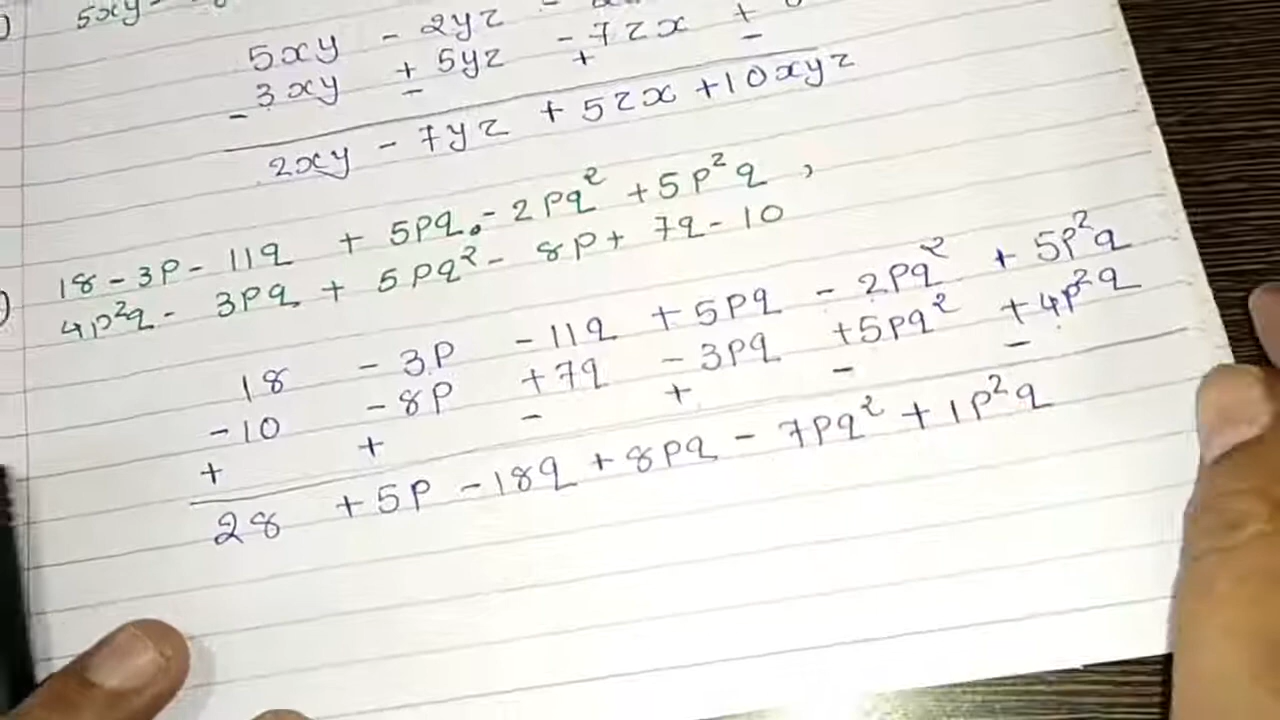 5xy
5xy - 2yz
3xy + 5yz - 7zx +
- - + -
2xy - 7yz + 5zx + 10xyz
18 - 3p - 11q + 5pq - 2pq² + 5p²q ,
4p²q - 3pq + 5pq² - 8p + 7q - 10
18 - 3p - 11q + 5pq - 2pq² + 5p²q
-10 - 8p + 7q - 3pq + 5pq² + 4p²q
+ + - + - -
28 + 5p - 18q + 8pq - 7pq² + 1p²q